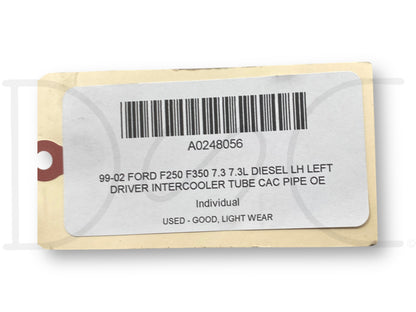 A0248056
99-02 FORD F250 F350 7.3 7.3L DIESEL LH LEFT
DRIVER INTERCOOLER TUBE CAC PIPE OE
Individual
USED - GOOD, LIGHT WEAR